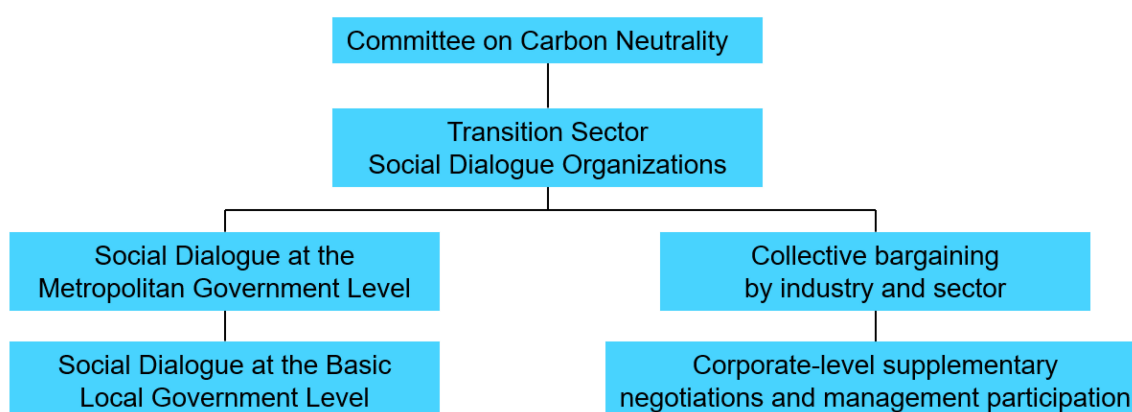 Committee on Carbon Neutrality
Transition Sector
Social Dialogue Organizations
Social Dialogue at the
Metropolitan Government Level
Collective bargaining
by industry and sector
Social Dialogue at the Basic
Local Government Level
Corporate-level supplementary
negotiations and management participation